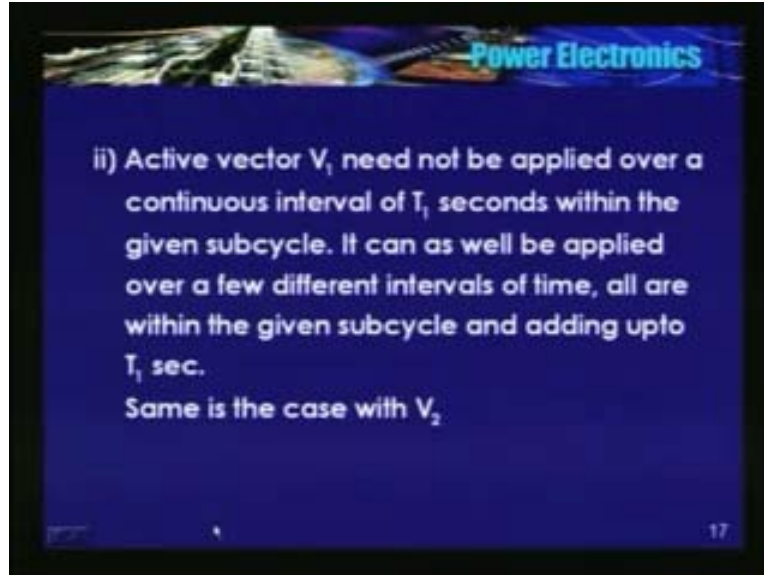 Power Electronics
ii) Active vector V₁ need not be applied over a
continuous interval of T₁ seconds within the
given subcycle. It can as well be applied
over a few different intervals of time, all are
within the given subcycle and adding upto
T₁ sec.
Same is the case with V₂
17